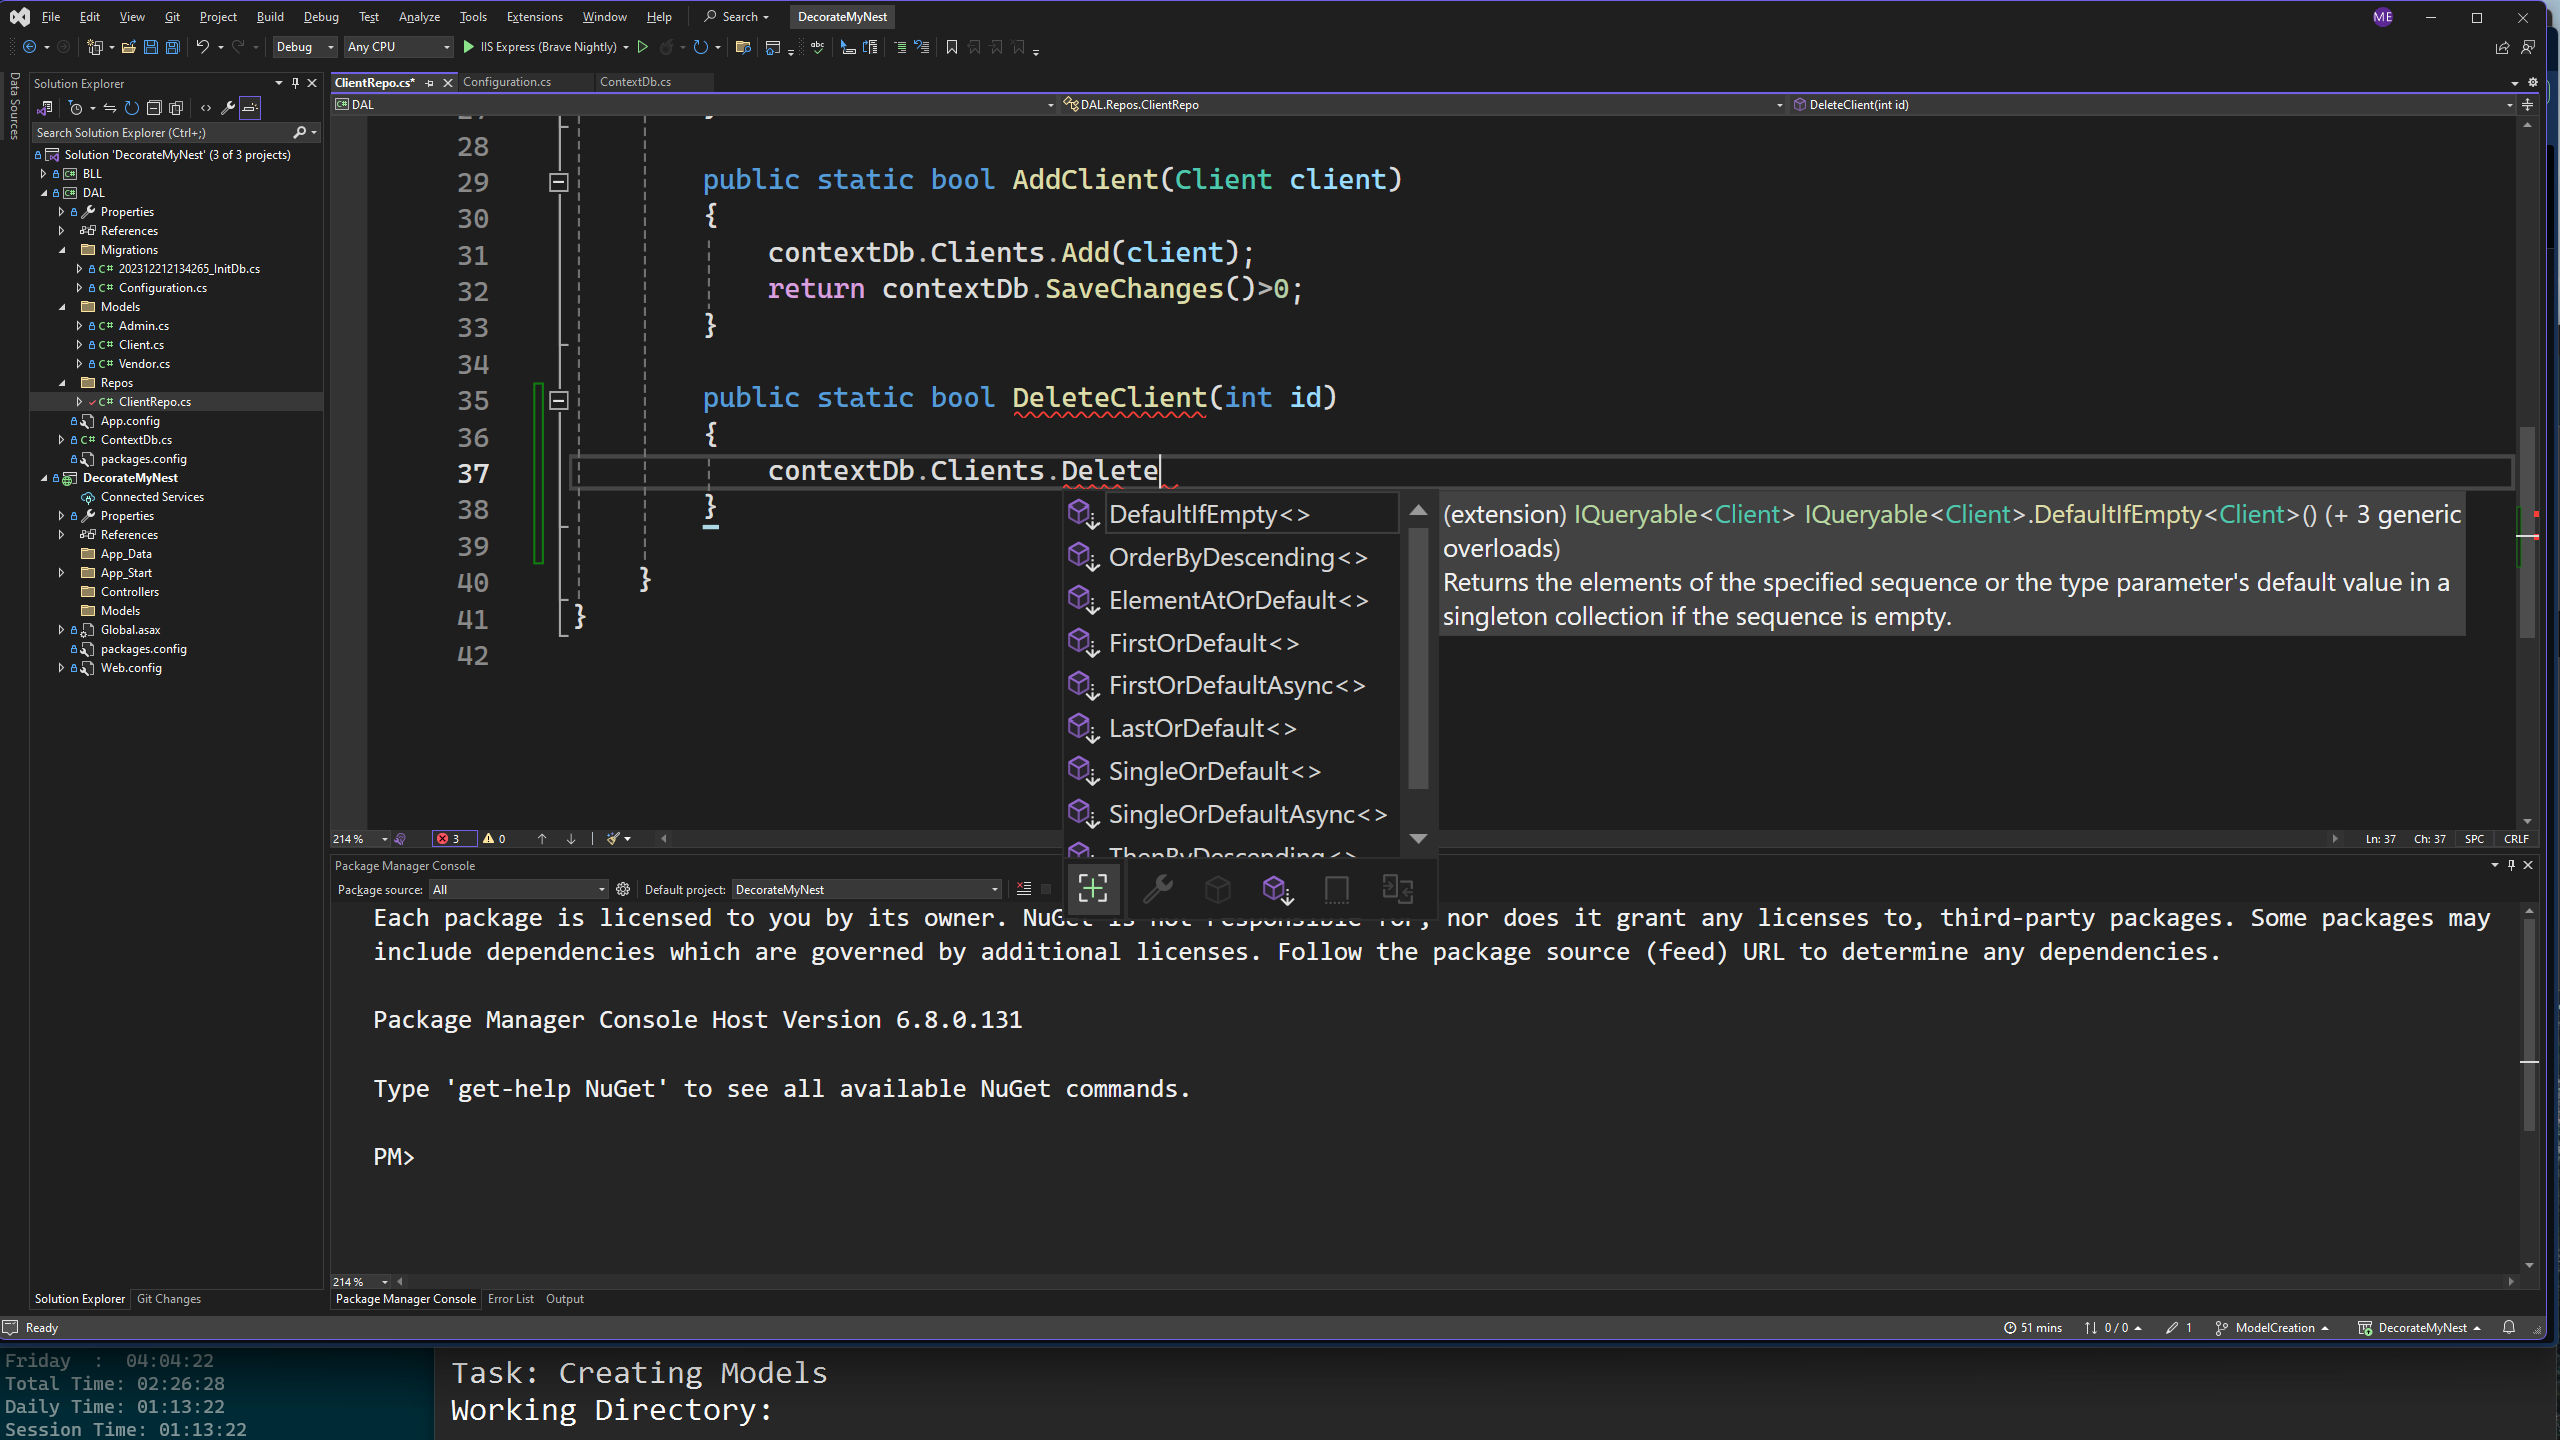 File Edit View Git Project Build Debug Test Analyze Tools Extensions Window Help Search DecorateMyNest ME
Debug Any CPU IIS Express (Brave Nightly)
Data Sources
Solution Explorer
Search Solution Explorer (Ctrl+;)
Solution 'DecorateMyNest' (3 of 3 projects)
BLL
DAL
Properties
References
Migrations
C# 202312212134265_InitDb.cs
C# Configuration.cs
Models
C# Admin.cs
C# Client.cs
C# Vendor.cs
Repos
C# ClientRepo.cs
App.config
C# ContextDb.cs
packages.config
DecorateMyNest
Connected Services
Properties
References
App_Data
App_Start
Controllers
Models
Global.asax
packages.config
Web.config
Solution Explorer Git Changes
ClientRepo.cs* Configuration.cs ContextDb.cs
DAL DAL.Repos.ClientRepo DeleteClient(int id)
28
29 public static bool AddClient(Client client)
30 {
31 contextDb.Clients.Add(client);
32 return contextDb.SaveChanges()>0;
33 }
34
35 public static bool DeleteClient(int id)
36 {
37 contextDb.Clients.Delete
38 }
39
40 }
41 }
42
DefaultIfEmpty<>
OrderByDescending<>
ElementAtOrDefault<>
FirstOrDefault<>
FirstOrDefaultAsync<>
LastOrDefault<>
SingleOrDefault<>
SingleOrDefaultAsync<>
ThenByDescending<>
(extension) IQueryable<Client> IQueryable<Client>.DefaultIfEmpty<Client>() (+ 3 generic
overloads)
Returns the elements of the specified sequence or the type parameter's default value in a
singleton collection if the sequence is empty.
214 % 3 0 Ln: 37 Ch: 37 SPC CRLF
Package Manager Console
Package source: All Default project: DecorateMyNest
Each package is licensed to you by its owner. NuGet is not responsible for, nor does it grant any licenses to, third-party packages. Some packages may
include dependencies which are governed by additional licenses. Follow the package source (feed) URL to determine any dependencies.
Package Manager Console Host Version 6.8.0.131
Type 'get-help NuGet' to see all available NuGet commands.
PM>
214 %
Package Manager Console Error List Output
Ready 51 mins 0 / 0 1 ModelCreation DecorateMyNest
Friday : 04:04:22
Total Time: 02:26:28
Daily Time: 01:13:22
Session Time: 01:13:22
Task: Creating Models
Working Directory: